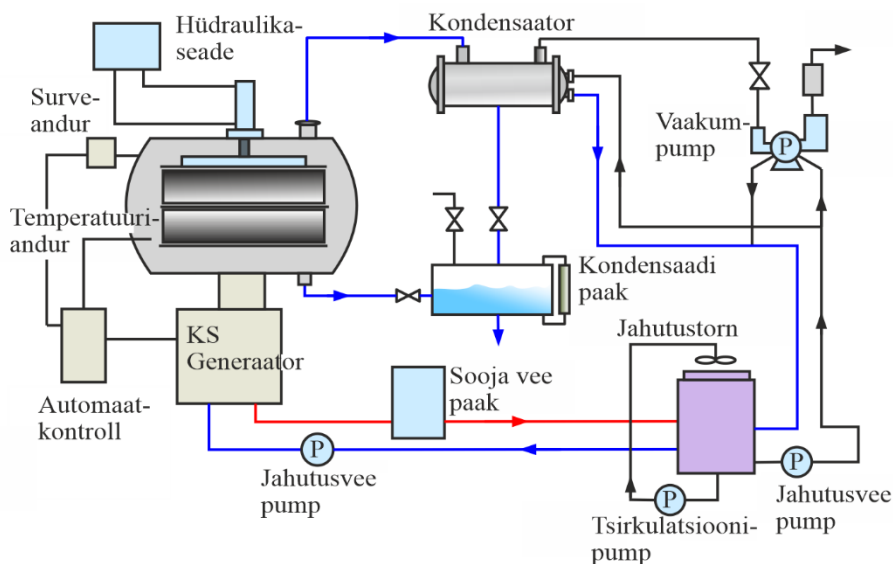 Hüdraulika-
seade
Kondensaator
Surve-
andur
Vaakum-
pump
P
Temperatuuri-
andur
Kondensaadi
paak
KS
Generaator
Jahutustorn
Sooja vee
paak
Automaat-
kontroll
P
Jahutusvee
pump
P
Tsirkulatsiooni-
pump
P
Jahutusvee
pump